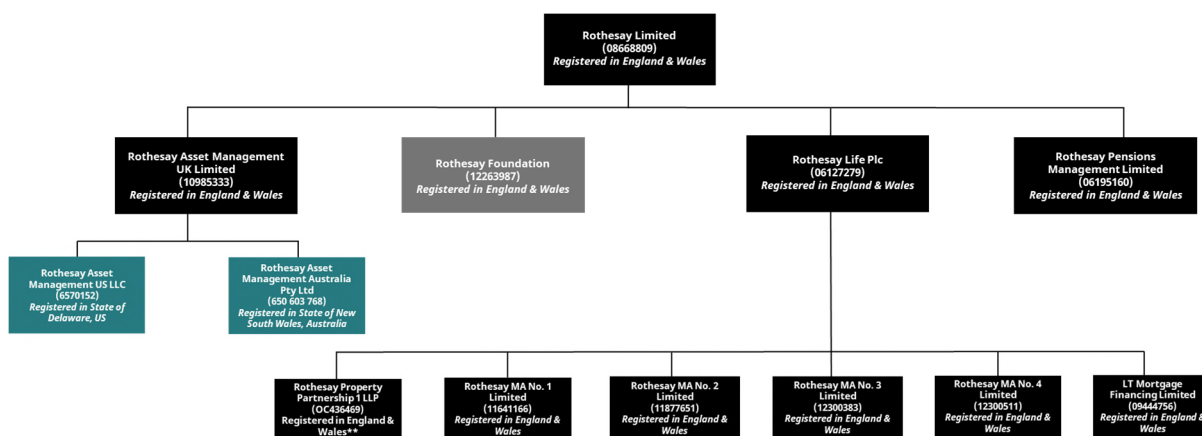 Rothesay Limited
(08668809)
Registered in England & Wales
Rothesay Asset Management
UK Limited
(10985333)
Registered in England & Wales
Rothesay Foundation
(12263987)
Registered in England & Wales
Rothesay Life Plc
(06127279)
Registered in England & Wales
Rothesay Pensions
Management Limited
(06195160)
Registered in England & Wales
Rothesay Asset
Management US LLC
(6570152)
Registered in State of
Delaware, US
Rothesay Asset
Management Australia
Pty Ltd
(650 603 768)
Registered in State of New
South Wales, Australia
Rothesay Property
Partnership 1 LLP
(OC436469)
Registered in England &
Wales**
Rothesay MA No. 1
Limited
(11641166)
Registered in England &
Wales
Rothesay MA No. 2
Limited
(11877651)
Registered in England &
Wales
Rothesay MA No. 3
Limited
(12300383)
Registered in England &
Wales
Rothesay MA No. 4
Limited
(12300511)
Registered in England &
Wales
LT Mortgage
Financing Limited
(09444756)
Registered in England &
Wales